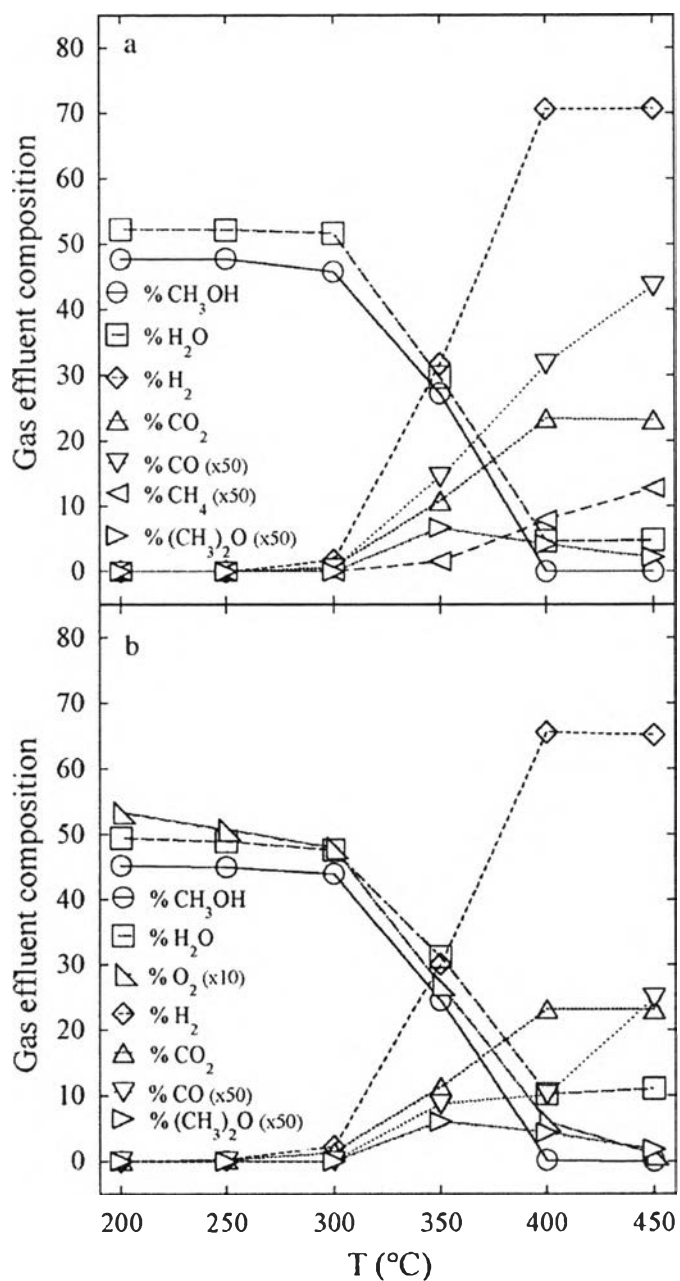 a
80
70
60
50
40
30
20
10
0
Gas effluent composition
% CH₃OH
% H₂O
% H₂
% CO₂
% CO (x50)
% CH₄ (x50)
% (CH₃)₂O (x50)
b
80
70
60
50
40
30
20
10
0
Gas effluent composition
% CH₃OH
% H₂O
% O₂ (x10)
% H₂
% CO₂
% CO (x50)
% (CH₃)₂O (x50)
200 250 300 350 400 450
T (°C)